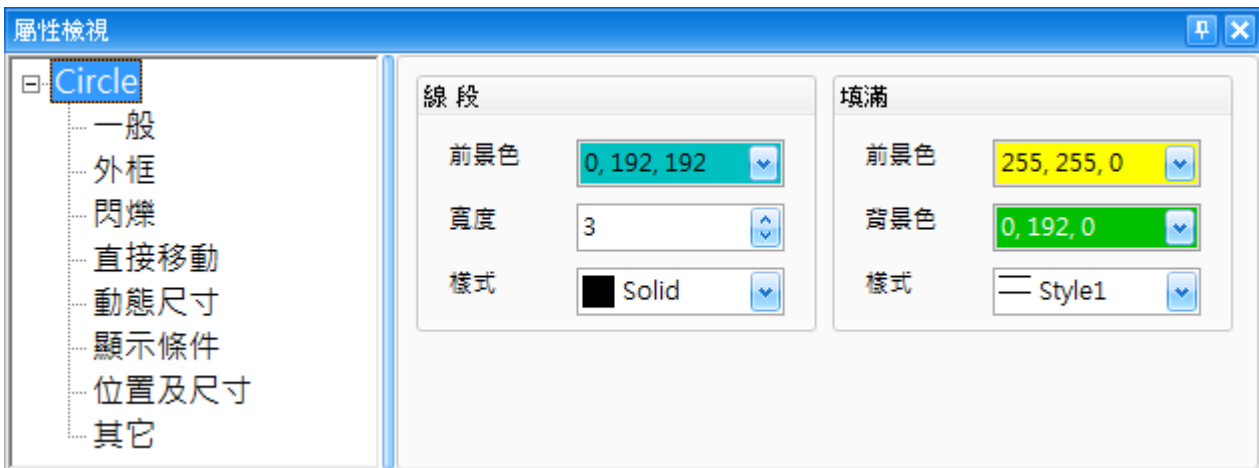 屬性檢視
Circle
一般
外框
閃爍
直接移動
動態尺寸
顯示條件
位置及尺寸
其它
線 段
前景色
0, 192, 192
寬度
3
樣式
Solid
填滿
前景色
255, 255, 0
背景色
0, 192, 0
樣式
Style1